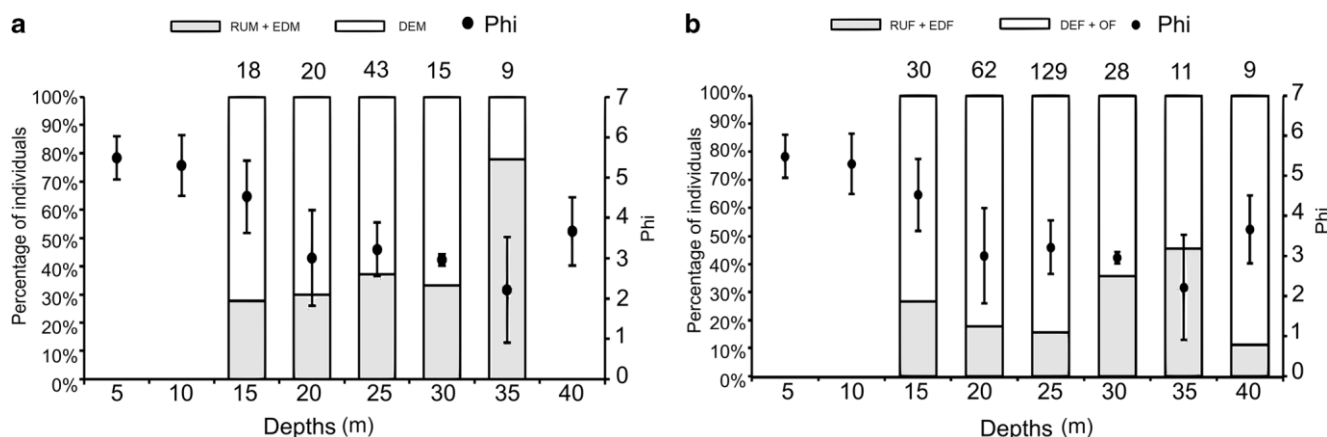 a
RUM + EDM DEM Phi
18 20 43 15 9
100% 7
90%
80% 6
70% 5
60%
50% 4
40% 3
30% 2
20%
10% 1
0% 0
Percentage of individuals
Phi
5 10 15 20 25 30 35 40
Depths (m)
b
RUF + EDF DEF + OF Phi
30 62 129 28 11 9
100% 7
90%
80% 6
70% 5
60%
50% 4
40% 3
30% 2
20%
10% 1
0% 0
Percentage of individuals
Phi
5 10 15 20 25 30 35 40
Depths (m)